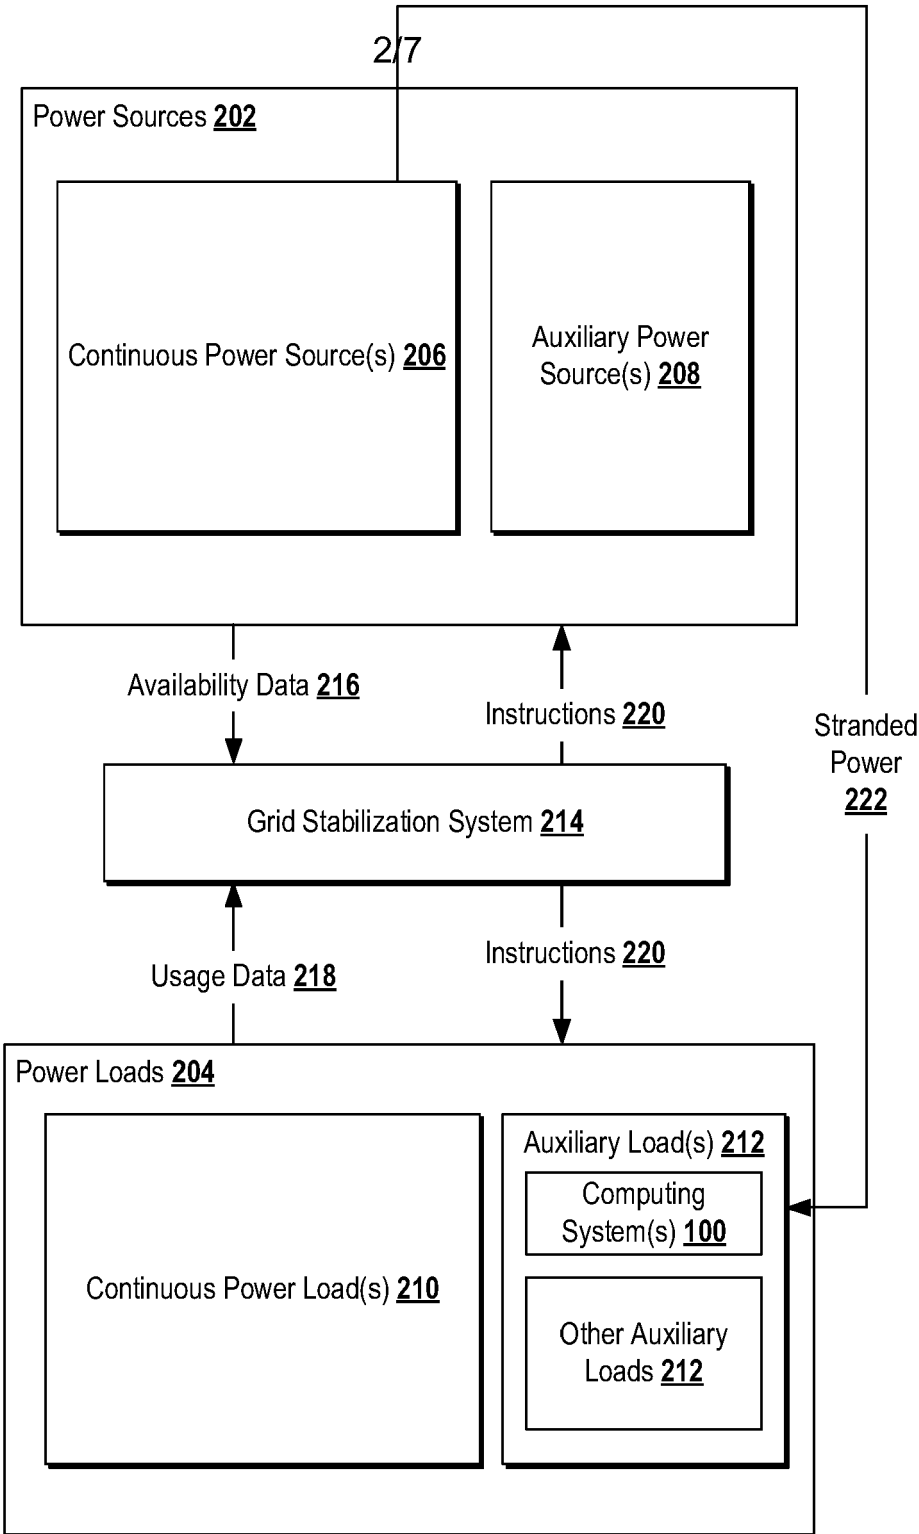 2/7
Power Sources 202
Continuous Power Source(s) 206
Auxiliary Power
Source(s) 208
Availability Data 216
Instructions 220
Stranded
Power
222
Grid Stabilization System 214
Usage Data 218
Instructions 220
Power Loads 204
Continuous Power Load(s) 210
Auxiliary Load(s) 212
Computing
System(s) 100
Other Auxiliary
Loads 212